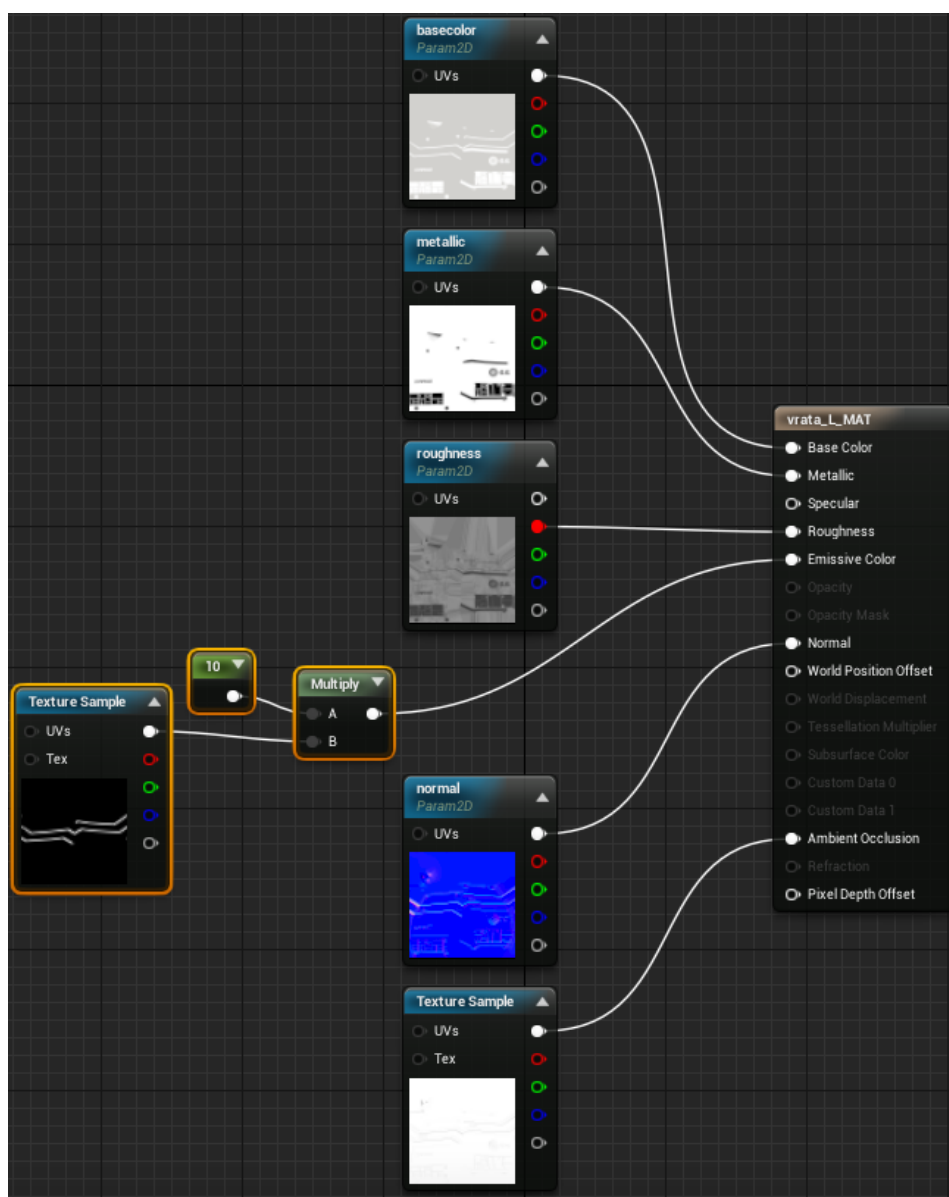 basecolor
Param2D
UVs
metallic
Param2D
UVs
roughness
Param2D
UVs
10
Multiply
A
B
Texture Sample
UVs
Tex
normal
Param2D
UVs
Texture Sample
UVs
Tex
vrata_L_MAT
Base Color
Metallic
Specular
Roughness
Emissive Color
Opacity
Opacity Mask
Normal
World Position Offset
World Displacement
Tessellation Multiplier
Subsurface Color
Custom Data 0
Custom Data 1
Ambient Occlusion
Refraction
Pixel Depth Offset